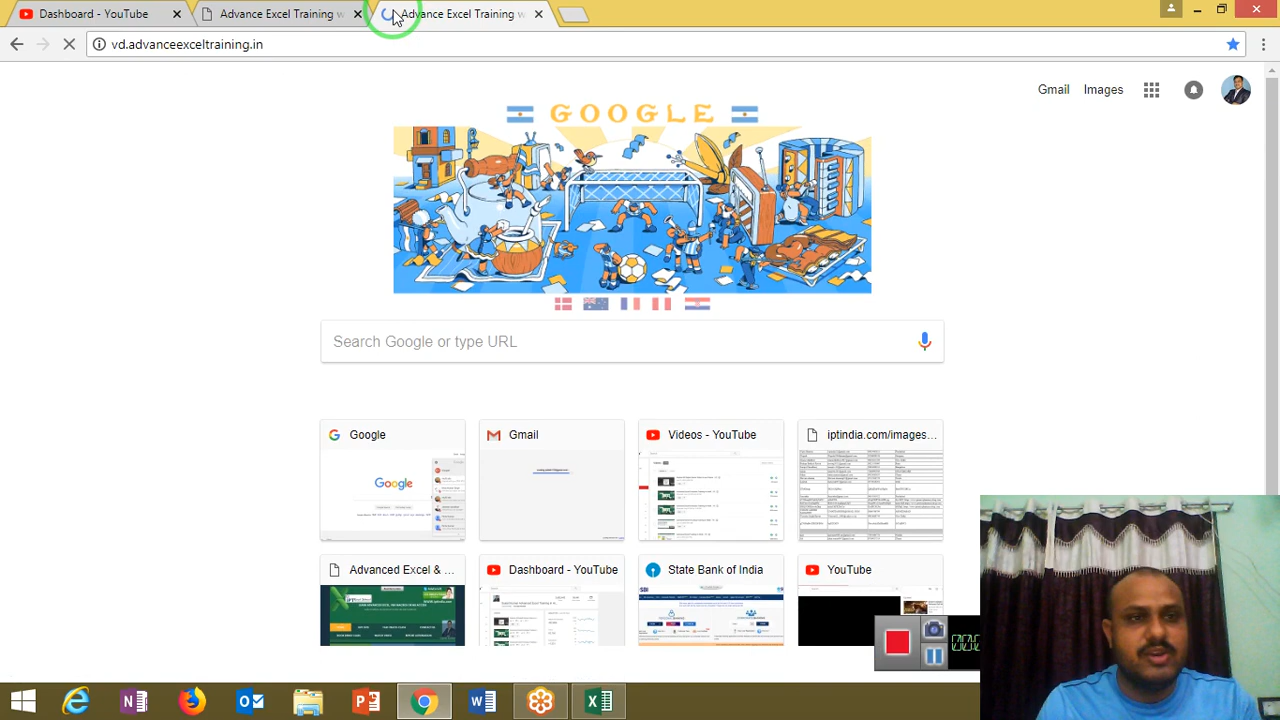 Dashboard - YouTube
Advance Excel Training w
Advance Excel Training w
vd.advanceexceltraining.in
Gmail Images
GOOGLE
Search Google or type URL
Google
Gmail
Videos - YouTube
iptindia.com/images...
Google
Advanced Excel & ...
Dashboard - YouTube
State Bank of India
YouTube